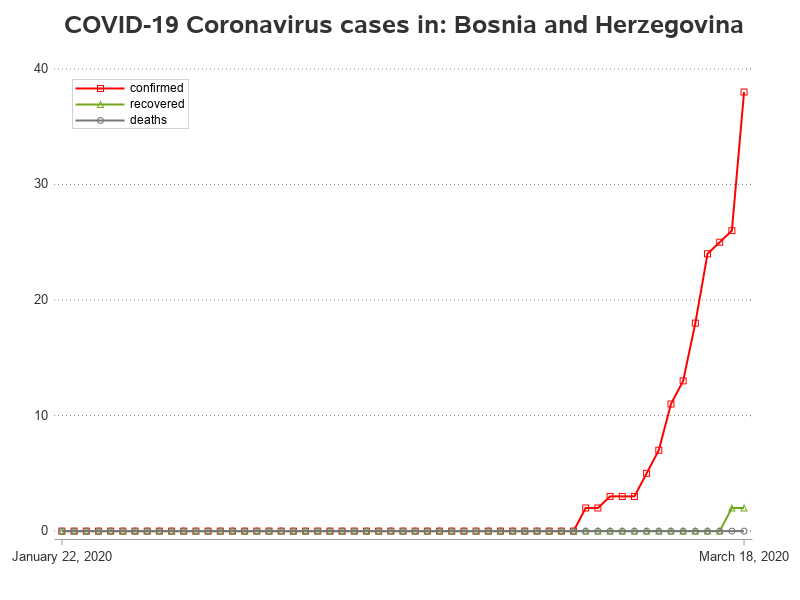 COVID-19 Coronavirus cases in: Bosnia and Herzegovina
40
confirmed
recovered
deaths
30
20
10
0
January 22, 2020
March 18, 2020